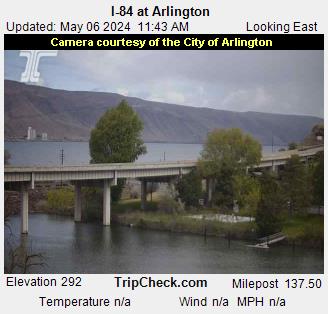 I-84 at Arlington
Updated: May 06 2024 11:43 AM Looking East
Camera courtesy of the City of Arlington
Elevation 292 TripCheck.com Milepost 137.50
Temperature n/a Wind n/a MPH n/a